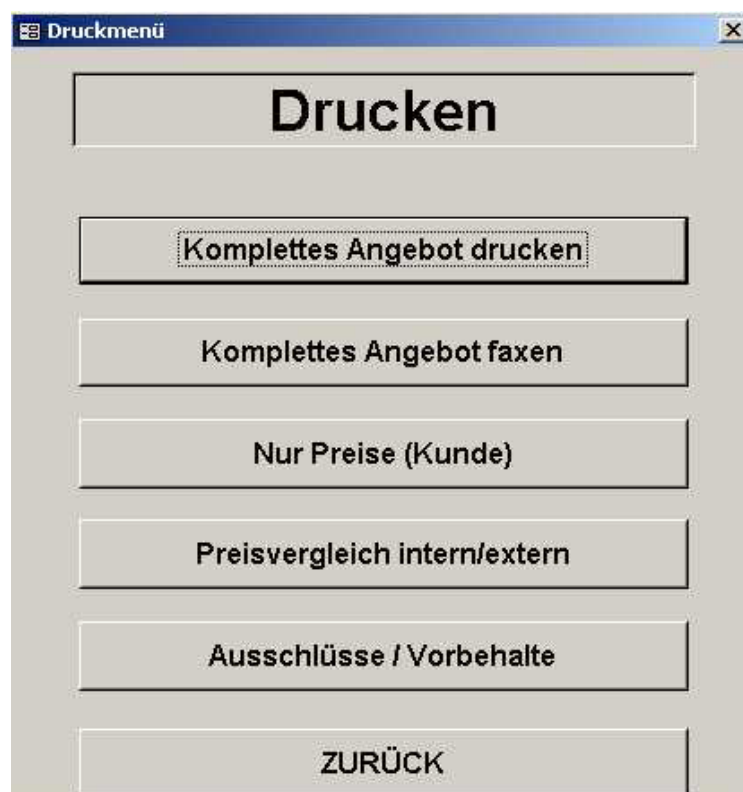 Druckmenü
Drucken
Komplettes Angebot drucken
Komplettes Angebot faxen
Nur Preise (Kunde)
Preisvergleich intern/extern
Ausschlüsse / Vorbehalte
ZURÜCK